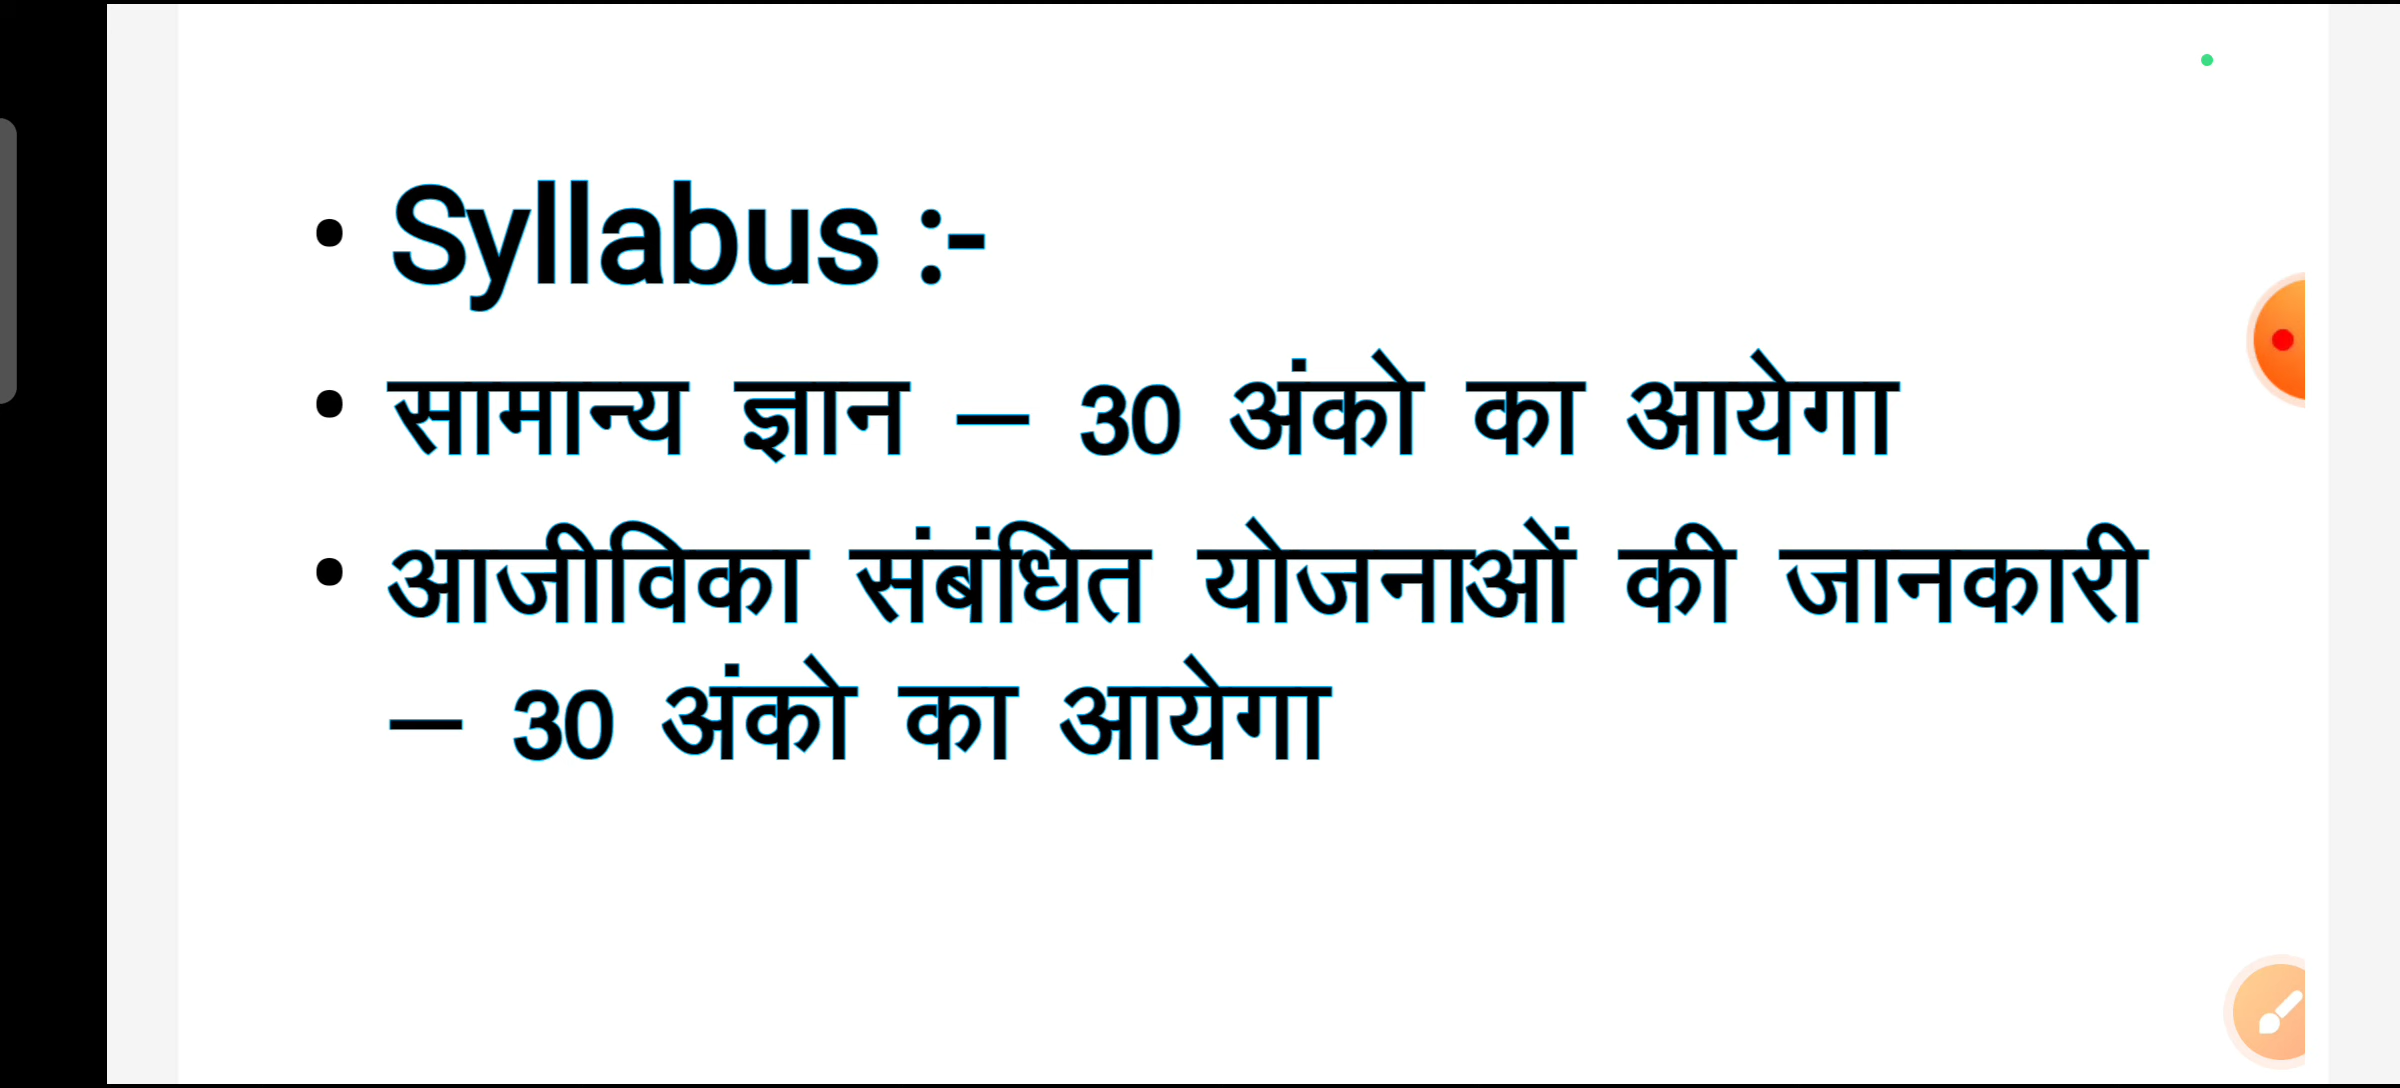 • Syllabus :-
• सामान्य ज्ञान – 30 अंको का आयेगा
• आजीविका संबंधित योजनाओं की जानकारी
– 30 अंको का आयेगा